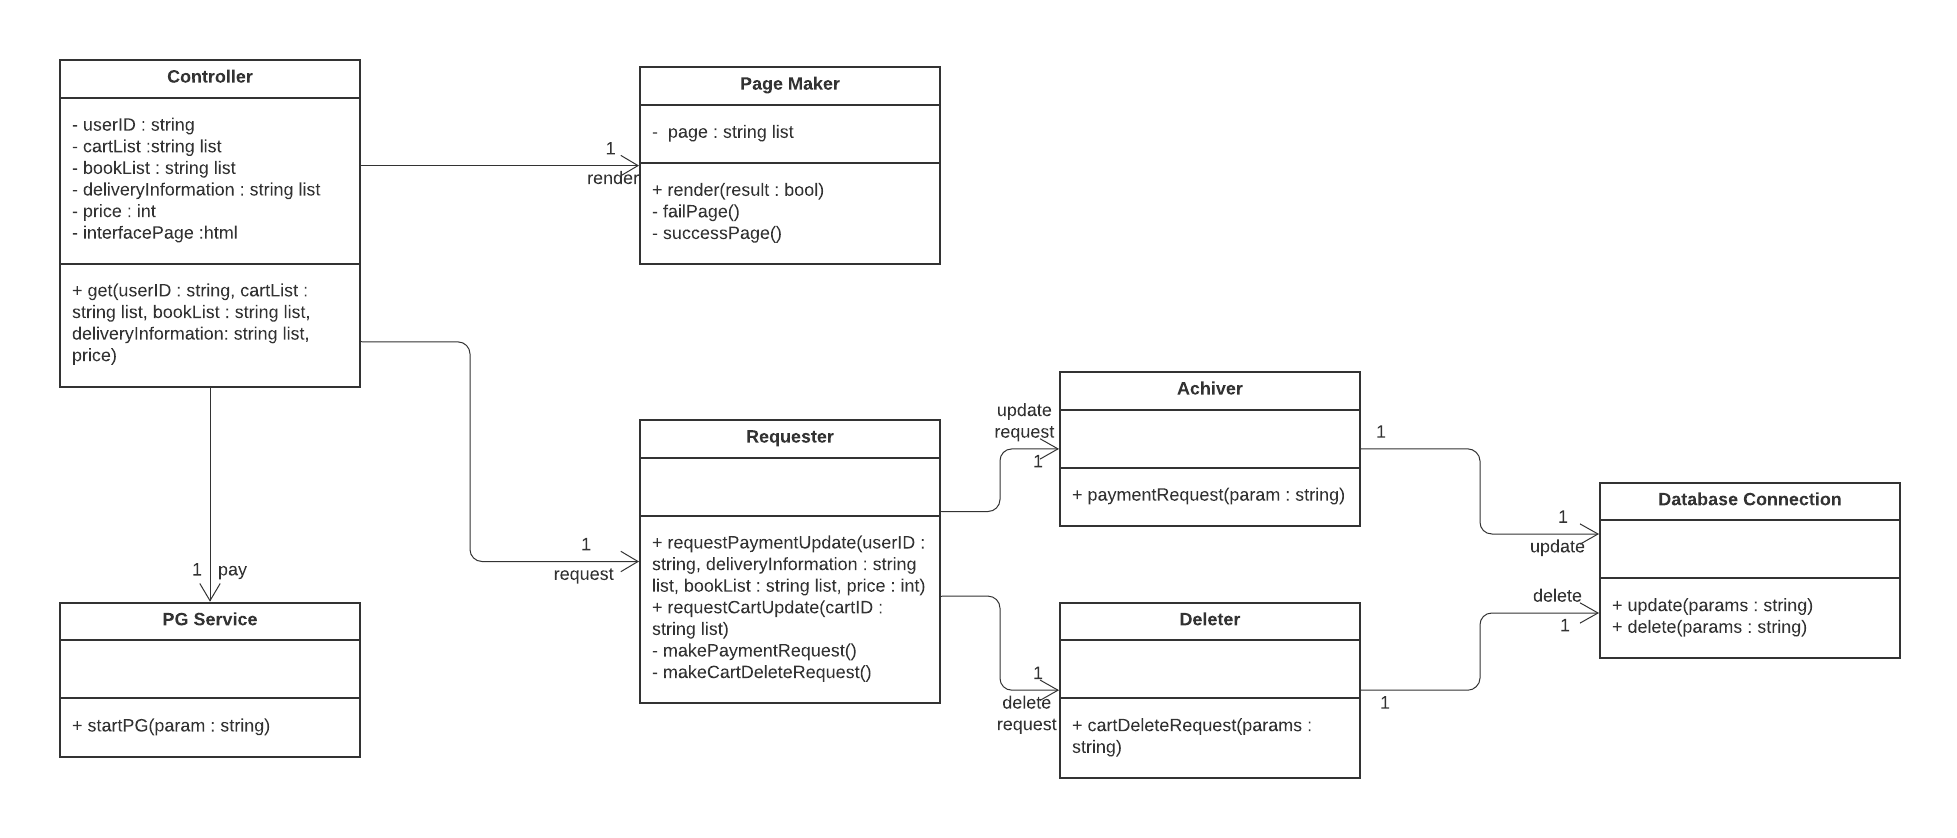 Controller
- userID : string
- cartList :string list
- bookList : string list
- deliveryInformation : string list
- price : int
- interfacePage :html
+ get(userID : string, cartList :
string list, bookList : string list,
deliveryInformation: string list,
price)
Page Maker
-  page : string list
+ render(result : bool)
- failPage()
- successPage()
1
render
1
request
1 pay
PG Service
+ startPG(param : string)
Requester
+ requestPaymentUpdate(userID :
string, deliveryInformation : string
list, bookList : string list, price : int)
+ requestCartUpdate(cartID :
string list)
- makePaymentRequest()
- makeCartDeleteRequest()
update
request
1
1
delete
request
Achiver
+ paymentRequest(param : string)
Deleter
+ cartDeleteRequest(params :
string)
1
1
update
delete
1
1
Database Connection
+ update(params : string)
+ delete(params : string)